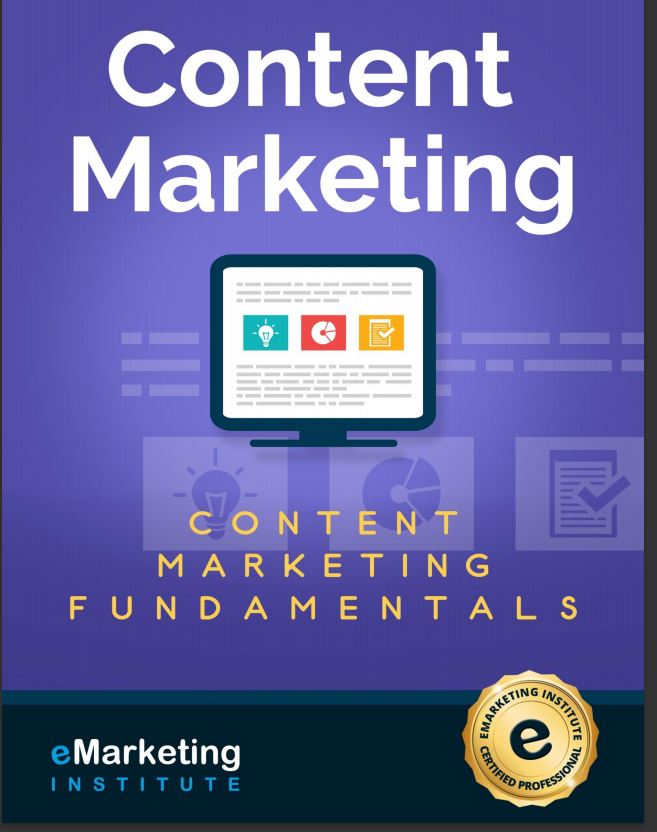 Content
Marketing
CONTENT
MARKETING
FUNDAMENTALS
eMarketing
INSTITUTE
EMARKETING INSTITUTE
e
CERTIFIED PROFESSIONAL